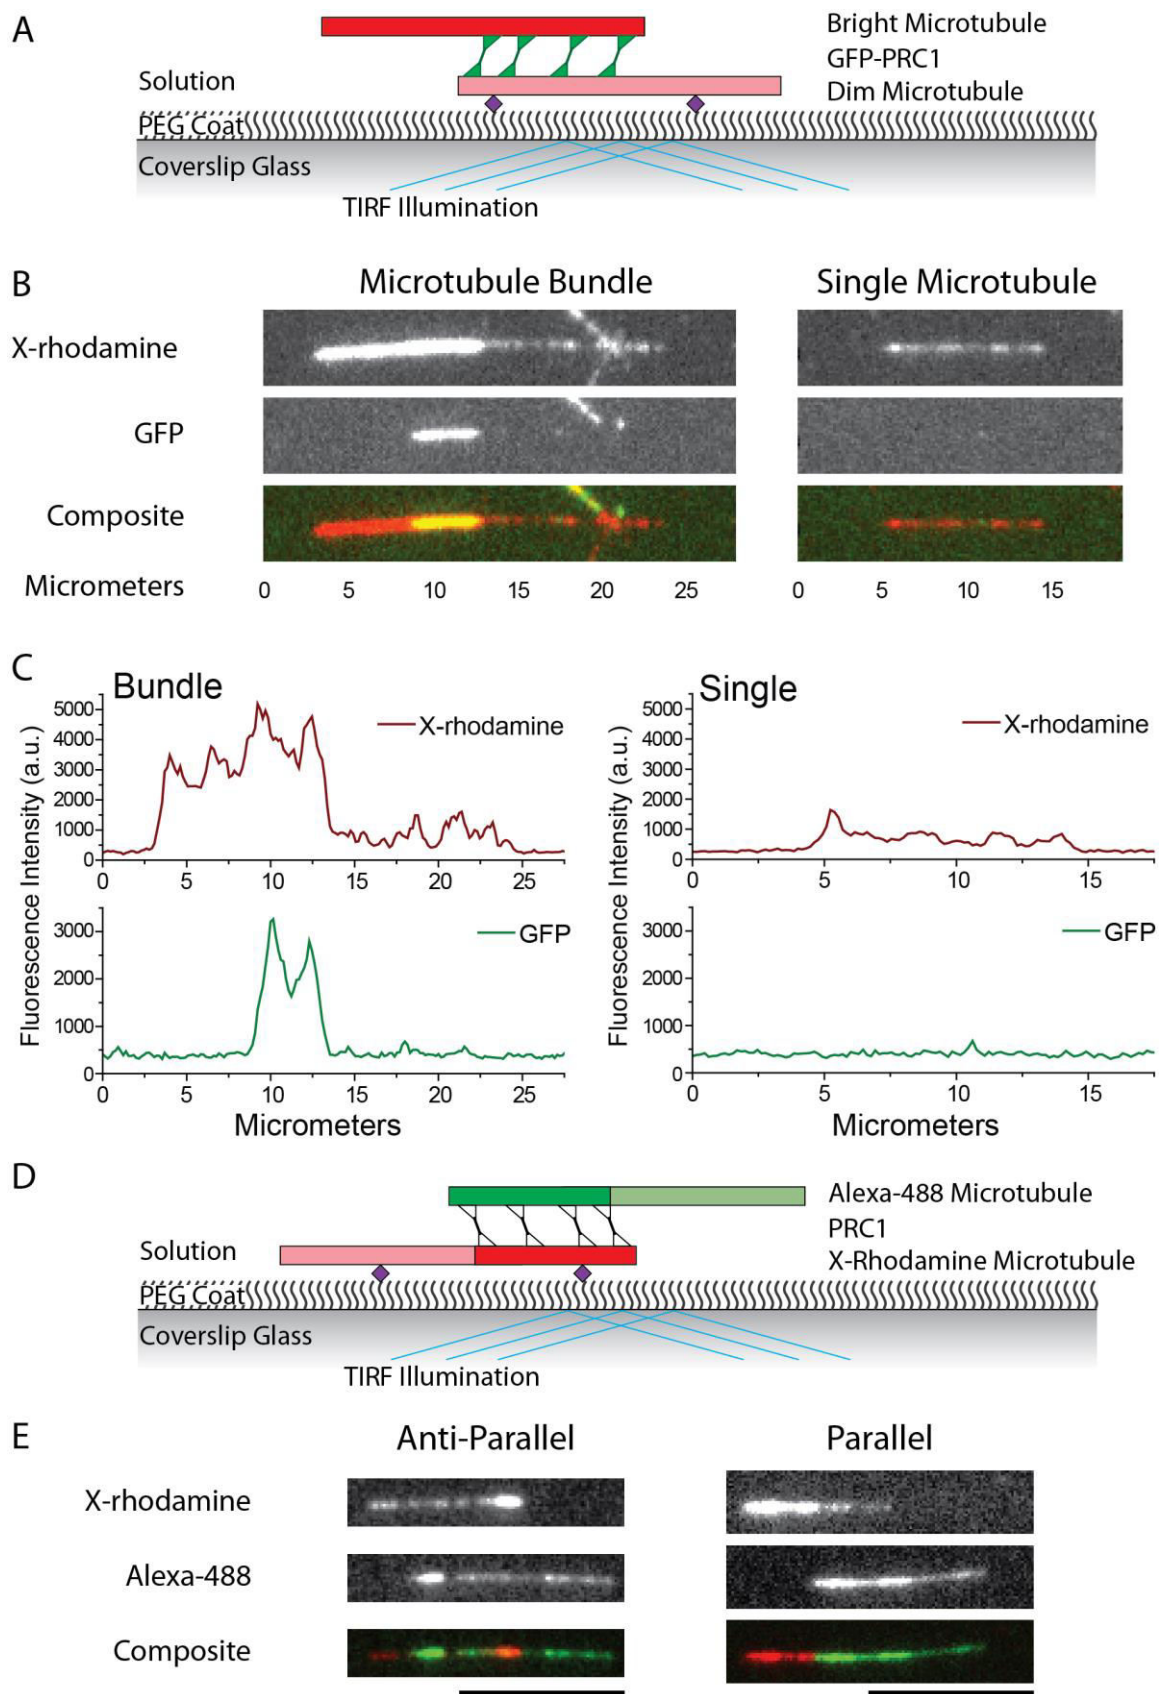 A
Bright Microtubule
GFP-PRC1
Dim Microtubule
Solution
PEG Coat
Coverslip Glass
TIRF Illumination
B
Microtubule Bundle
Single Microtubule
X-rhodamine
GFP
Composite
Micrometers 0 5 10 15 20 25 0 5 10 15
C
Bundle
X-rhodamine
5000
4000
3000
2000
1000
0
0 5 10 15 20 25
GFP
3000
2000
1000
0
0 5 10 15 20 25
Fluorescence Intensity (a.u.)
Micrometers
Single
X-rhodamine
5000
4000
3000
2000
1000
0
0 5 10 15
GFP
3000
2000
1000
0
0 5 10 15
Fluorescence Intensity (a.u.)
Micrometers
D
Alexa-488 Microtubule
PRC1
X-Rhodamine Microtubule
Solution
PEG Coat
Coverslip Glass
TIRF Illumination
E
Anti-Parallel
Parallel
X-rhodamine
Alexa-488
Composite